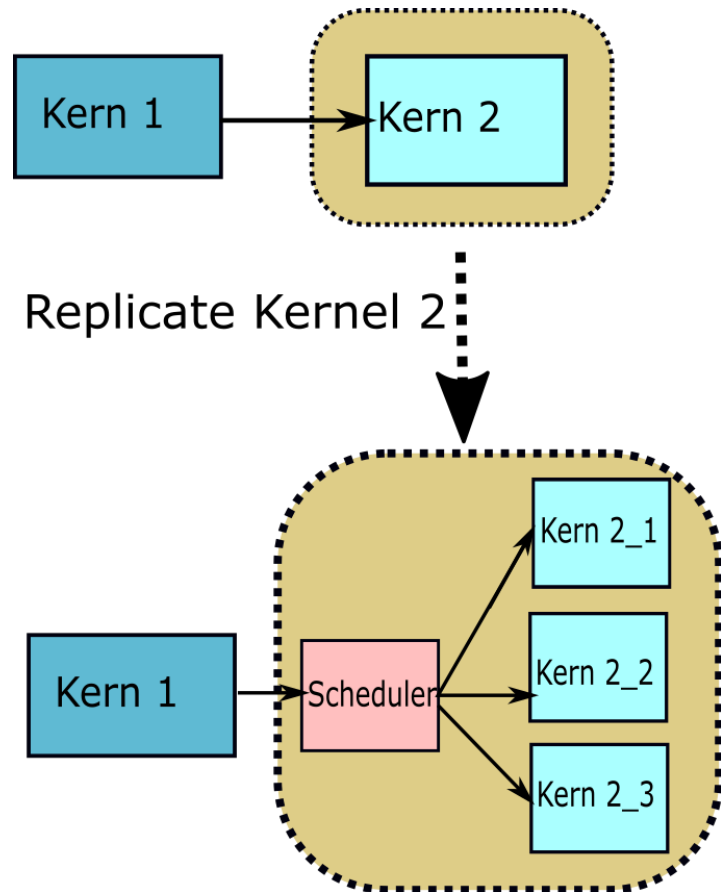 Kern 1
Kern 2
Replicate Kernel 2
Kern 2_1
Kern 1
Scheduler
Kern 2_2
Kern 2_3